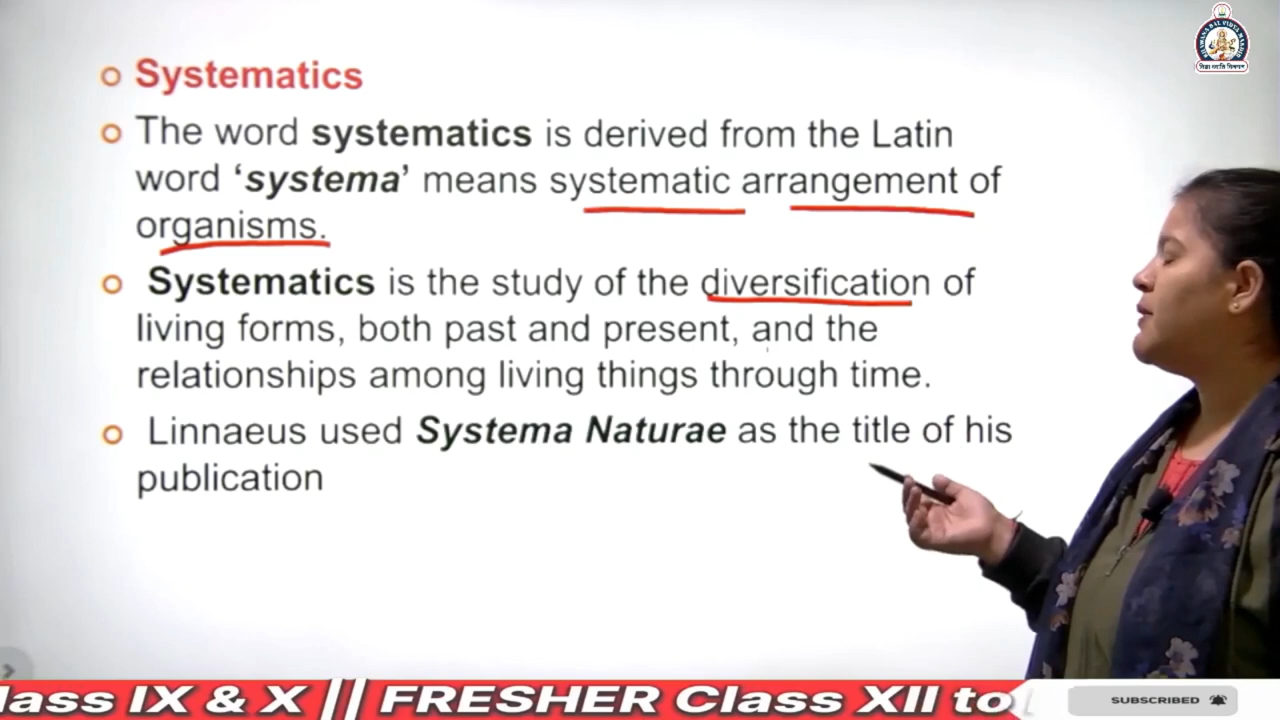 Systematics
The word systematics is derived from the Latin
word ‘systema’ means systematic arrangement of
organisms.
Systematics is the study of the diversification of
living forms, both past and present, and the
relationships among living things through time.
Linnaeus used Systema Naturae as the title of his
publication
lass IX & X || FRESHER Class XII to
SUBSCRIBED